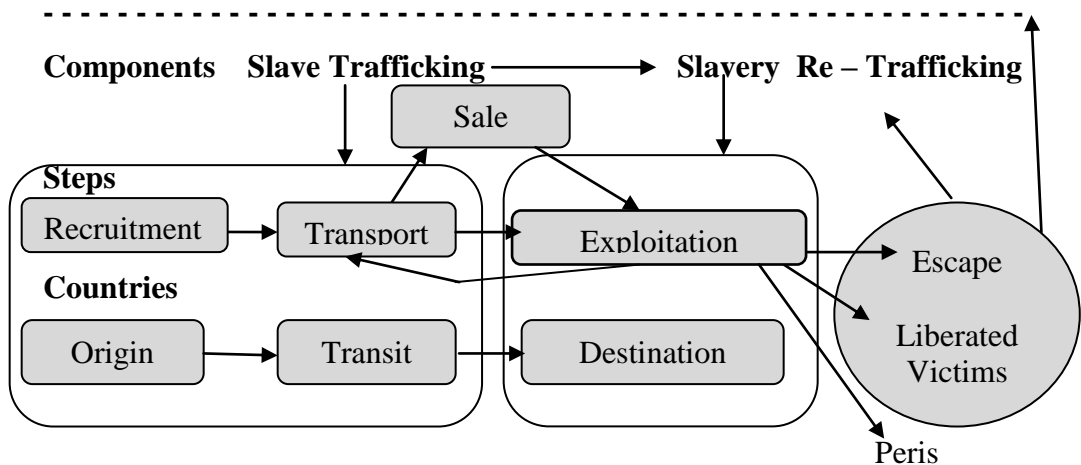 Components Slave Trafficking Slavery Re – Trafficking
Sale
Steps
Recruitment Transport Exploitation Escape
Countries
Origin Transit Destination Liberated
Victims
Peris